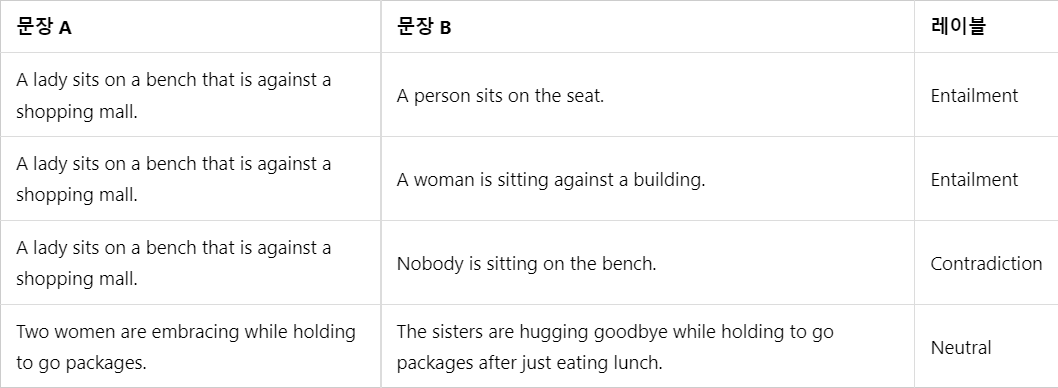 문장 A 문장 B 레이블
A lady sits on a bench that is against a
shopping mall.
A person sits on the seat.
Entailment
A lady sits on a bench that is against a
shopping mall.
A woman is sitting against a building.
Entailment
A lady sits on a bench that is against a
shopping mall.
Nobody is sitting on the bench.
Contradiction
Two women are embracing while holding
to go packages.
The sisters are hugging goodbye while holding to go
packages after just eating lunch.
Neutral